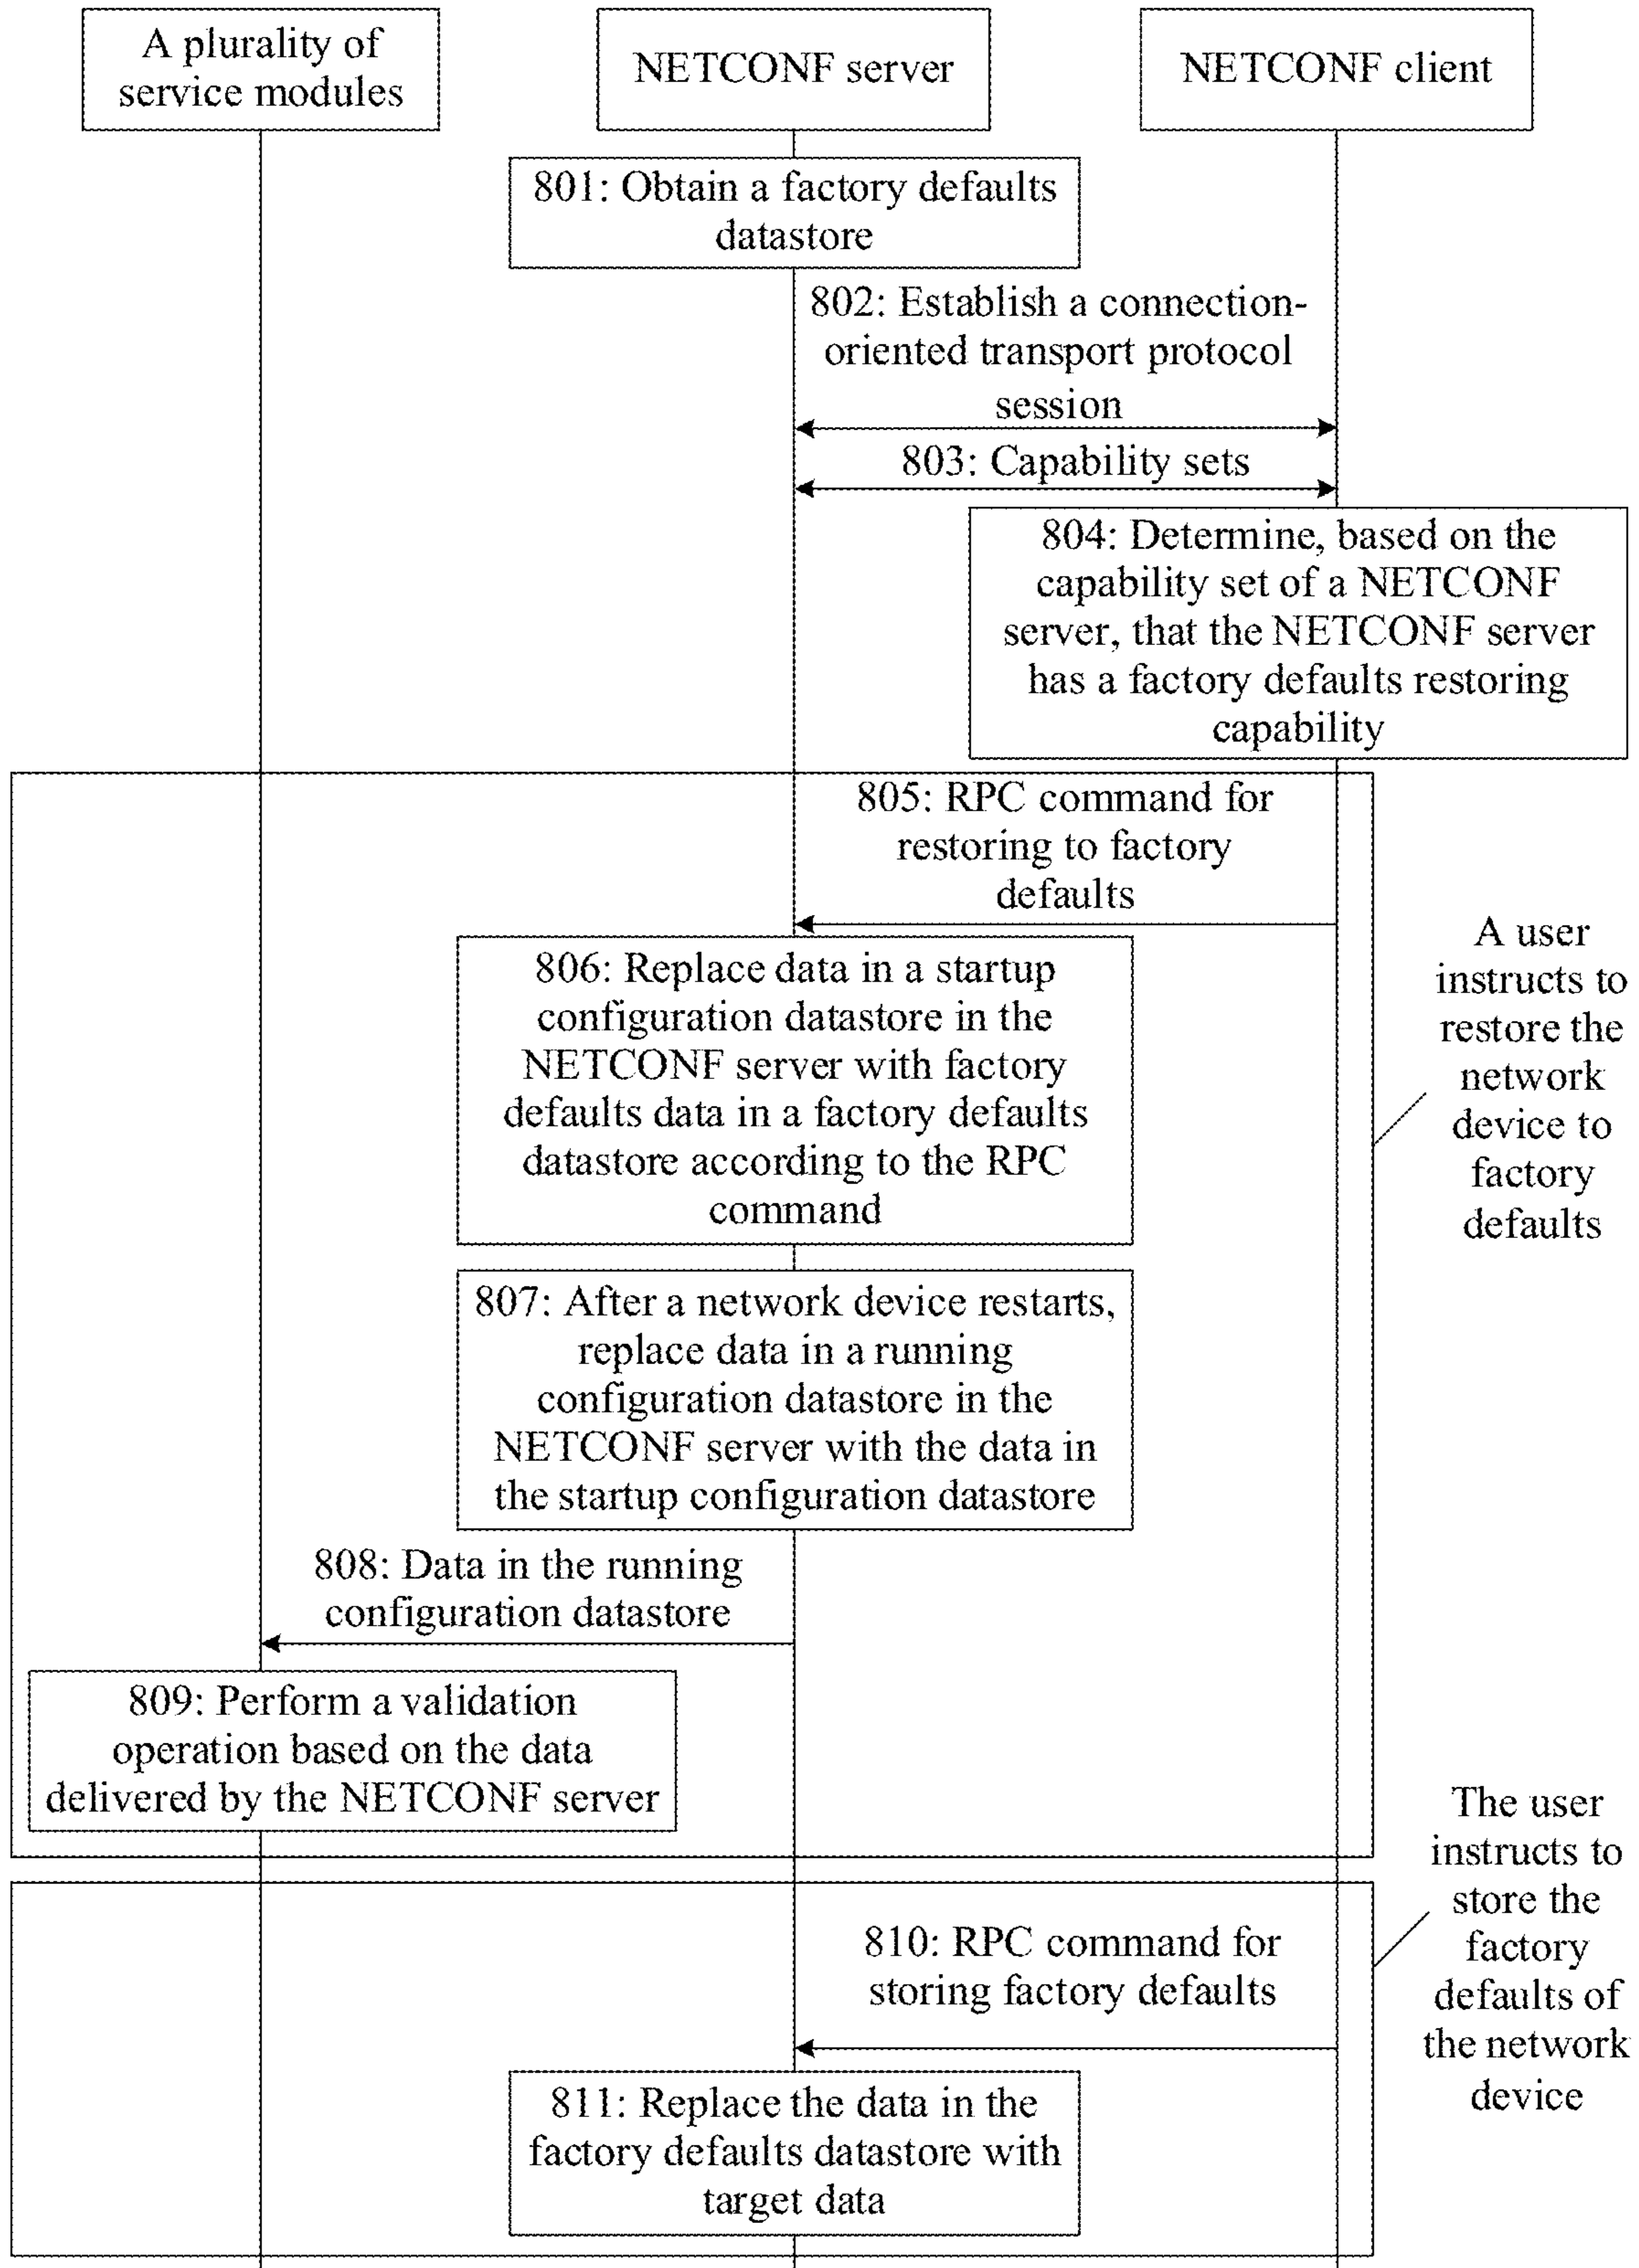 A plurality of
service modules
NETCONF server
NETCONF client
801: Obtain a factory defaults
datastore
802: Establish a connection-
oriented transport protocol
session
803: Capability sets
804: Determine, based on the
capability set of a NETCONF
server, that the NETCONF server
has a factory defaults restoring
capability
805: RPC command for
restoring to factory
defaults
806: Replace data in a startup
configuration datastore in the
NETCONF server with factory
defaults data in a factory defaults
datastore according to the RPC
command
A user
instructs to
restore the
network
device to
factory
defaults
807: After a network device restarts,
replace data in a running
configuration datastore in the
NETCONF server with the data in
the startup configuration datastore
808: Data in the running
configuration datastore
809: Perform a validation
operation based on the data
delivered by the NETCONF server
The user
instructs to
store the
factory
defaults of
the network
device
810: RPC command for
storing factory defaults
811: Replace the data in the
factory defaults datastore with
target data